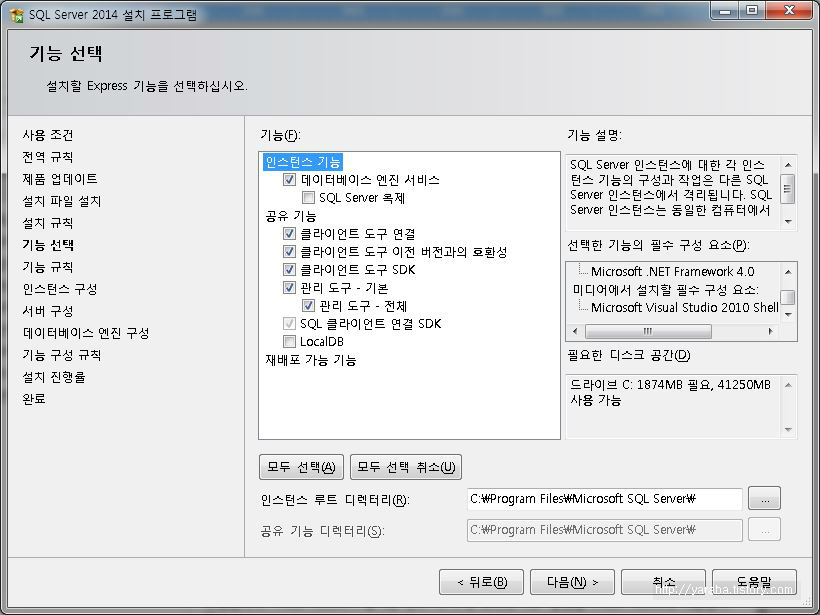 SQL Server 2014 설치 프로그램
기능 선택
설치할 Express 기능을 선택하십시오.
사용 조건
전역 규칙
제품 업데이트
설치 파일 설치
설치 규칙
기능 선택
기능 규칙
인스턴스 구성
서버 구성
데이터베이스 엔진 구성
기능 구성 규칙
설치 진행률
완료
기능(F):
인스턴스 기능
데이터베이스 엔진 서비스
SQL Server 복제
공유 기능
클라이언트 도구 연결
클라이언트 도구 이전 버전과의 호환성
클라이언트 도구 SDK
관리 도구 - 기본
관리 도구 - 전체
SQL 클라이언트 연결 SDK
LocalDB
재배포 가능 기능
기능 설명:
SQL Server 인스턴스에 대한 각 인스
턴스 기능의 구성과 작업은 다른 SQL
Server 인스턴스에서 격리됩니다. SQL
Server 인스턴스는 동일한 컴퓨터에서
선택한 기능의 필수 구성 요소(P):
Microsoft .NET Framework 4.0
미디어에서 설치할 필수 구성 요소:
Microsoft Visual Studio 2010 Shell
필요한 디스크 공간(D)
드라이브 C: 1874MB 필요, 41250MB
사용 가능
모두 선택(A)
모두 선택 취소(U)
인스턴스 루트 디렉터리(R):
C:₩Program Files₩Microsoft SQL Server₩
...
공유 기능 디렉터리(S):
C:₩Program Files₩Microsoft SQL Server₩
...
< 뒤로(B)
다음(N) >
취소
도움말
http://yaraba.tistory.com